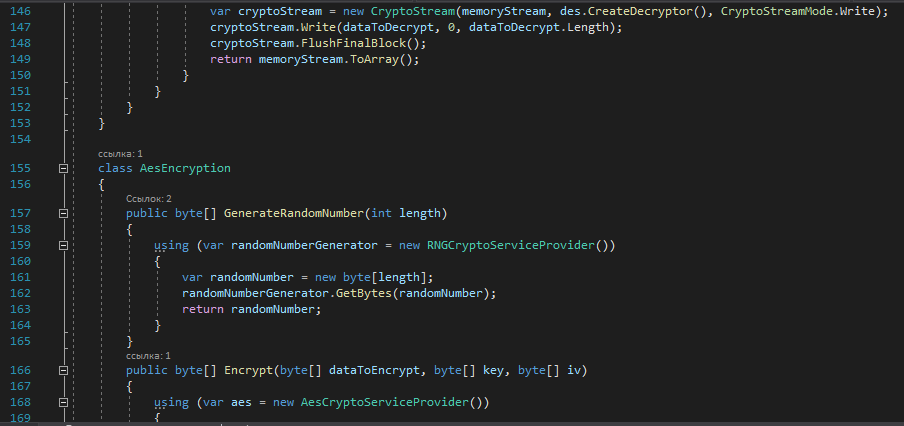 146 var cryptoStream = new CryptoStream(memoryStream, des.CreateDecryptor(), CryptoStreamMode.Write);
147 cryptoStream.Write(dataToDecrypt, 0, dataToDecrypt.Length);
148 cryptoStream.FlushFinalBlock();
149 return memoryStream.ToArray();
150 }
151 }
152 }
153 }
154
ссылка: 1
155 class AesEncryption
156 {
Ссылок: 2
157 public byte[] GenerateRandomNumber(int length)
158 {
159 using (var randomNumberGenerator = new RNGCryptoServiceProvider())
160 {
161 var randomNumber = new byte[length];
162 randomNumberGenerator.GetBytes(randomNumber);
163 return randomNumber;
164 }
165 }
ссылка: 1
166 public byte[] Encrypt(byte[] dataToEncrypt, byte[] key, byte[] iv)
167 {
168 using (var aes = new AesCryptoServiceProvider())
169 {